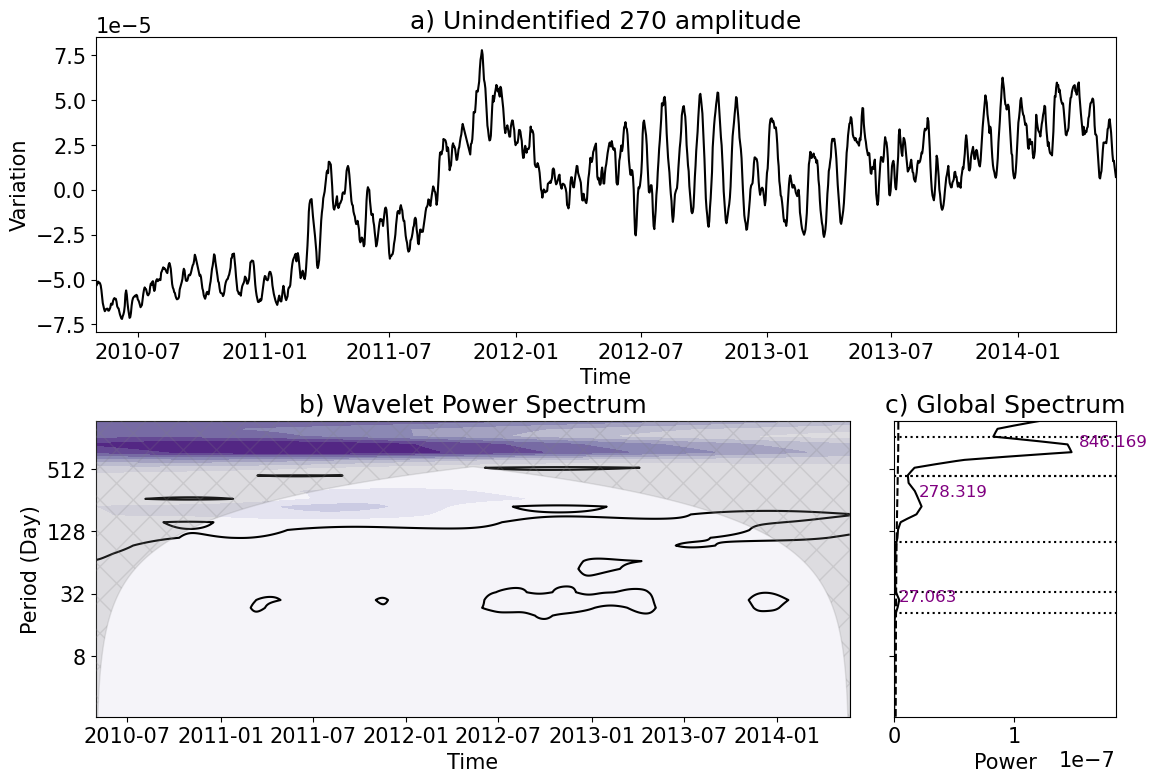 a) Unidentified 270 amplitude
1e−5
7.5
5.0
2.5
0.0
−2.5
−5.0
−7.5
Variation
2010-07 2011-01 2011-07 2012-01 2012-07 2013-01 2013-07 2014-01
Time
b) Wavelet Power Spectrum
512
128
32
8
Period (Day)
2010-07 2011-01 2011-07 2012-01 2012-07 2013-01 2013-07 2014-01
Time
c) Global Spectrum
846.169
278.319
27.063
0 1
Power 1e−7